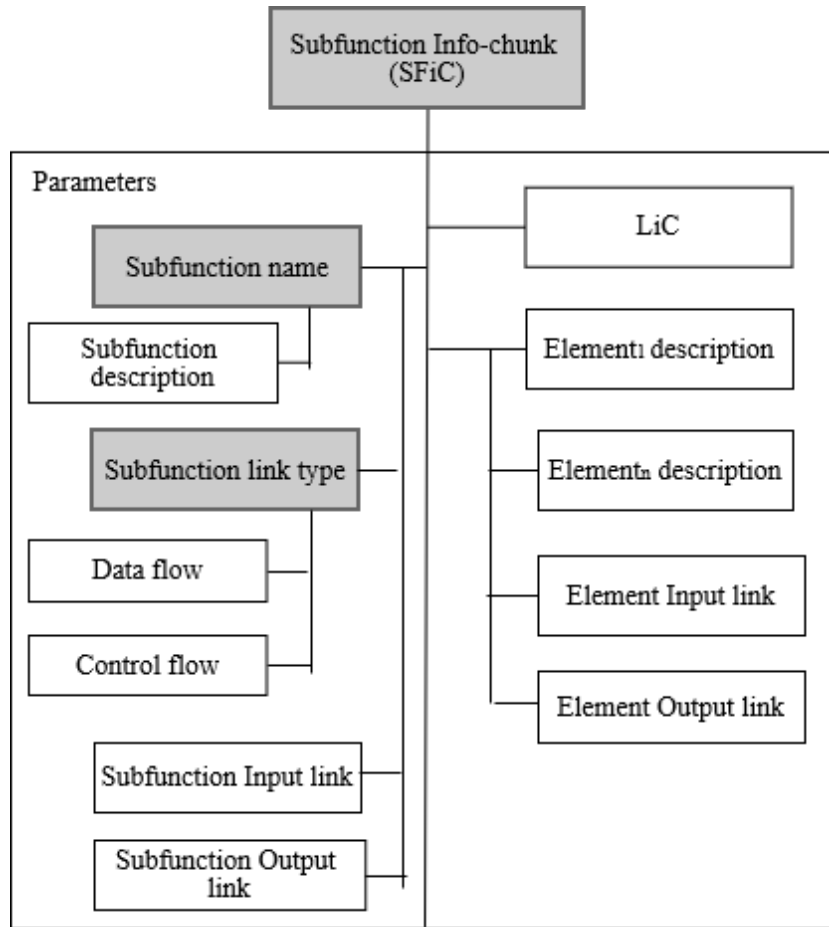 Subfunction Info-chunk
(SFiC)
Parameters
Subfunction name
Subfunction
description
Subfunction link type
Data flow
Control flow
Subfunction Input link
Subfunction Output
link
LiC
Element₁ description
Elementₙ description
Element Input link
Element Output link